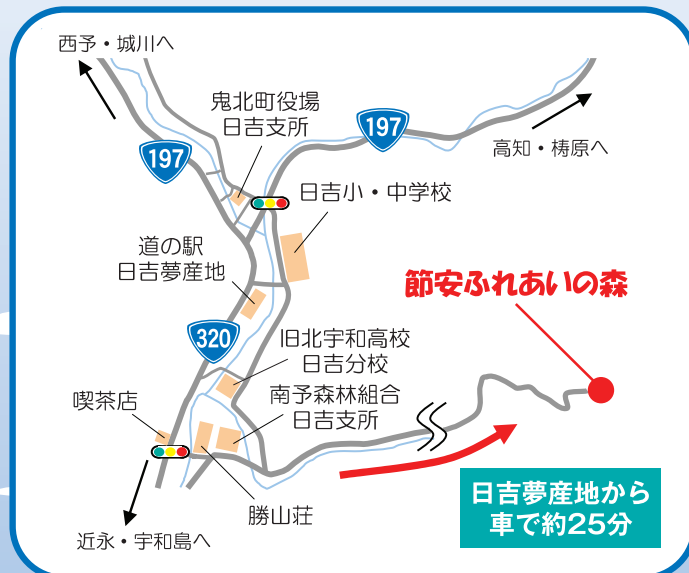 西予・城川へ
鬼北町役場
日吉支所
197
197
高知・梼原へ
日吉小・中学校
道の駅
日吉夢産地
節安ふれあいの森
320
旧北宇和高校
日吉分校
喫茶店
南予森林組合
日吉支所
勝山荘
近永・宇和島へ
日吉夢産地から
車で約25分